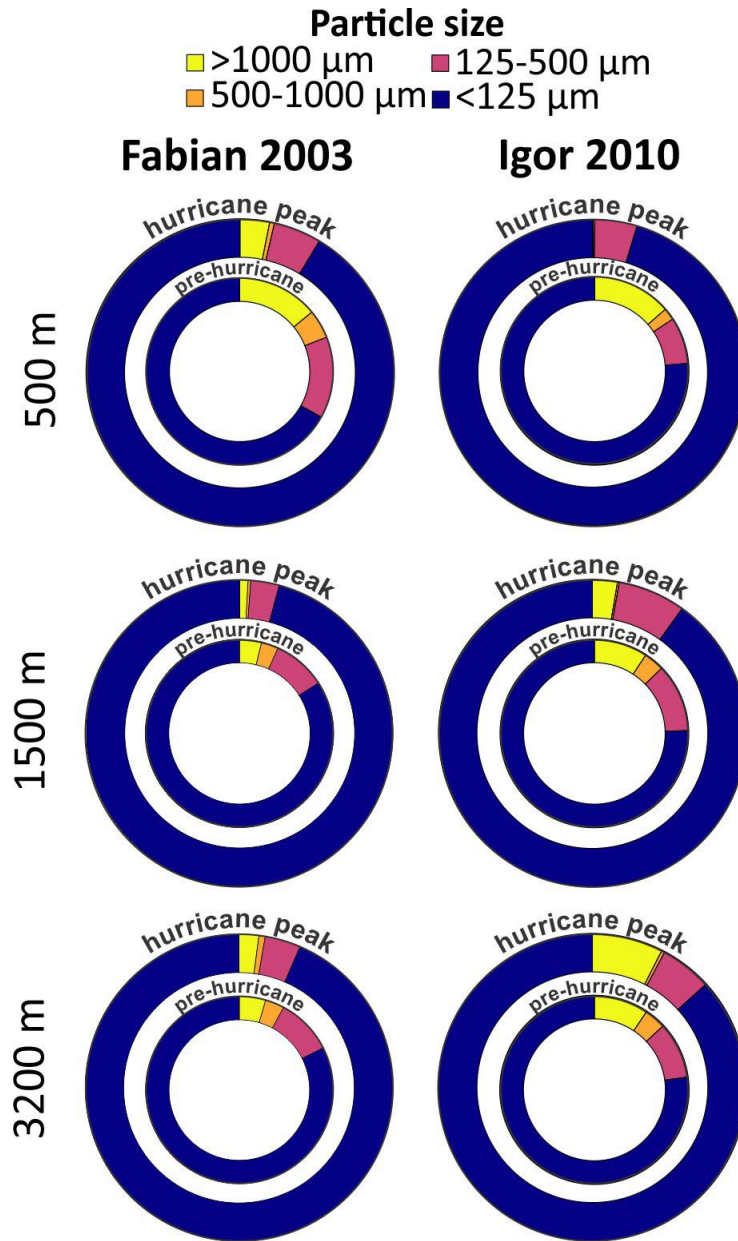 Particle size
>1000 µm 125-500 µm
500-1000 µm <125 µm
Fabian 2003 Igor 2010
500 m
hurricane peak
pre-hurricane
hurricane peak
pre-hurricane
1500 m
hurricane peak
pre-hurricane
hurricane peak
pre-hurricane
3200 m
hurricane peak
pre-hurricane
hurricane peak
pre-hurricane